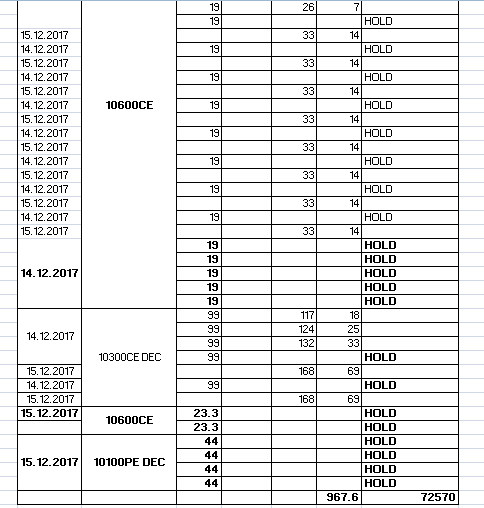 19 26 7
19 HOLD
15.12.2017 33 14
14.12.2017 19 HOLD
15.12.2017 33 14
14.12.2017 19 HOLD
15.12.2017 33 14
14.12.2017 10600CE 19 HOLD
15.12.2017 33 14
14.12.2017 19 HOLD
15.12.2017 33 14
14.12.2017 19 HOLD
15.12.2017 33 14
14.12.2017 19 HOLD
15.12.2017 33 14
14.12.2017 19 HOLD
15.12.2017 33 14
19 HOLD
19 HOLD
14.12.2017 19 HOLD
19 HOLD
19 HOLD
99 117 18
14.12.2017 99 124 25
99 132 33
10300CE DEC 99 HOLD
15.12.2017 168 69
14.12.2017 99 HOLD
15.12.2017 168 69
15.12.2017 10600CE 23.3 HOLD
23.3 HOLD
44 HOLD
15.12.2017 10100PE DEC 44 HOLD
44 HOLD
44 HOLD
967.6 72570